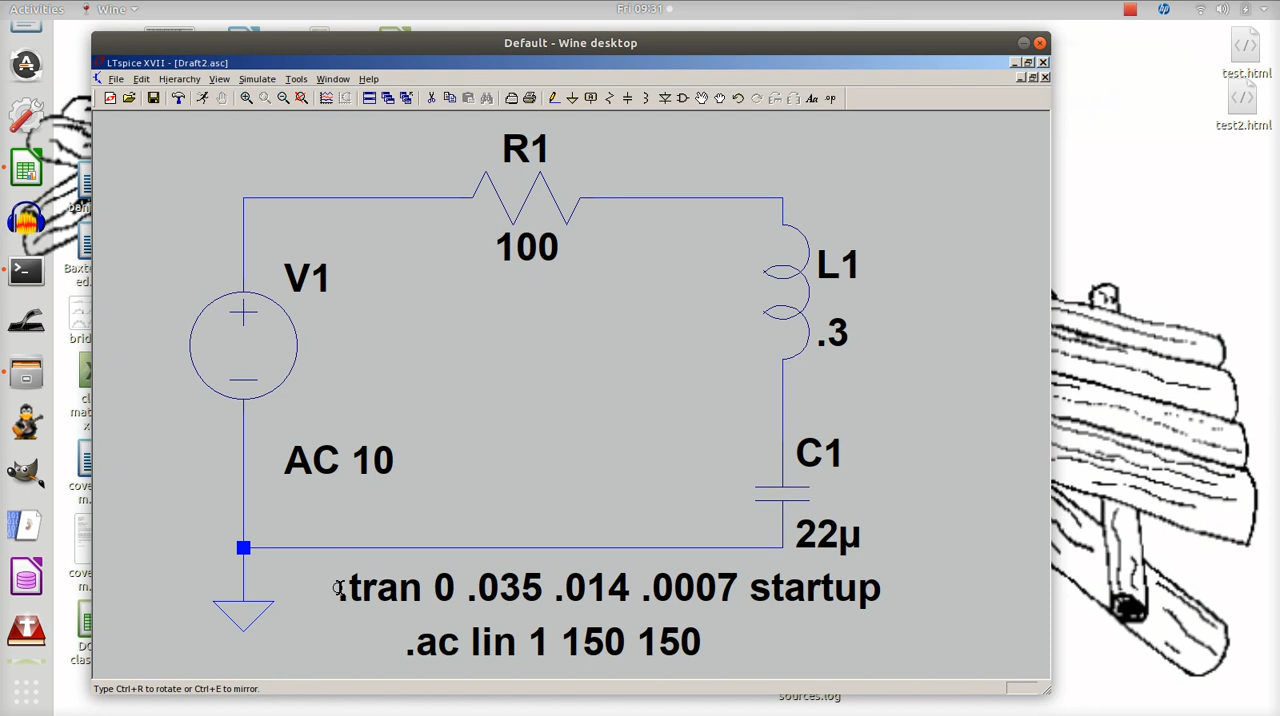 Activities
Wine
Fri 09:31
Default - Wine desktop
LTspice XVII - [Draft2.asc]
File Edit Hierarchy View Simulate Tools Window Help
Aa .op
test.html
test2.html
R1
100
V1
L1
.3
AC 10
C1
22µ
.tran 0 .035 .014 .0007 startup
.ac lin 1 150 150
Type Ctrl+R to rotate or Ctrl+E to mirror.
sources.log